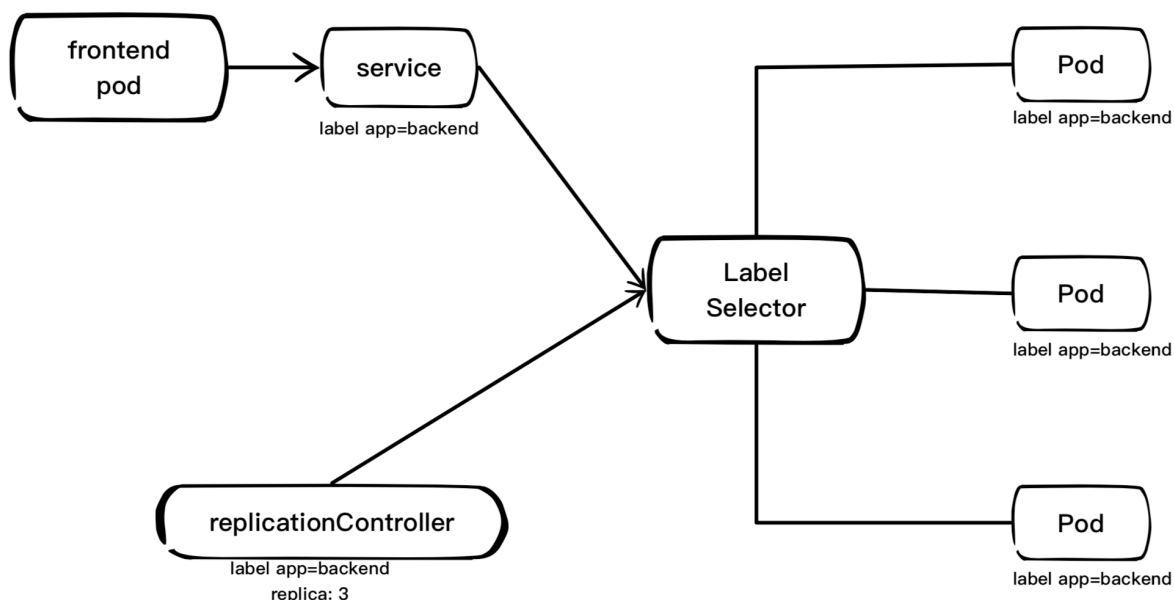 frontend
pod
service
label app=backend
Pod
label app=backend
Label
Selector
Pod
label app=backend
replicationController
label app=backend
replica: 3
Pod
label app=backend